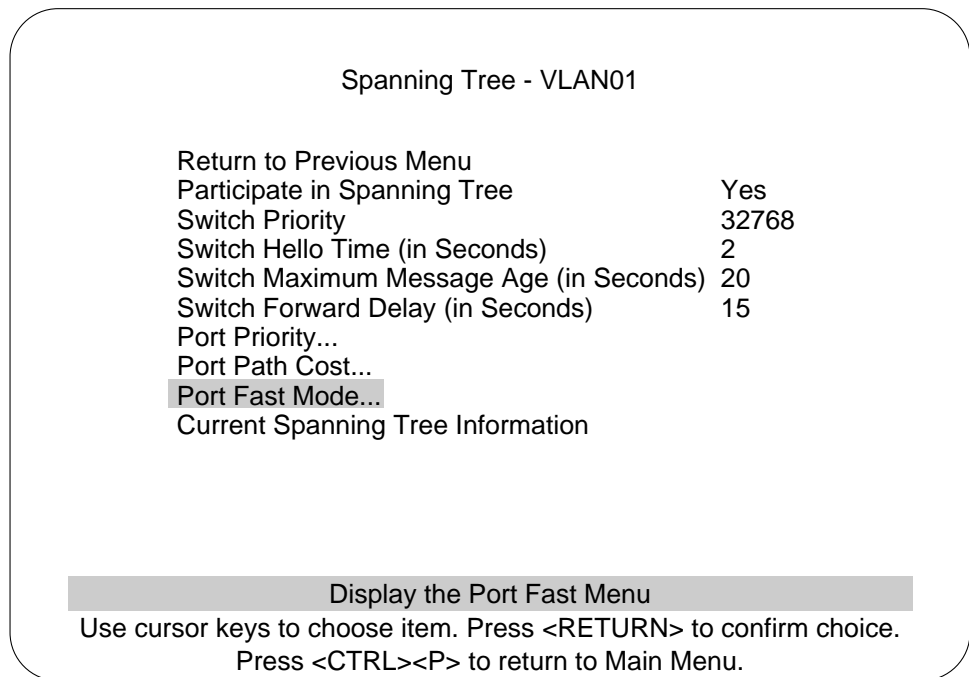 Spanning Tree - VLAN01
Return to Previous Menu
Participate in Spanning Tree Yes
Switch Priority 32768
Switch Hello Time (in Seconds) 2
Switch Maximum Message Age (in Seconds) 20
Switch Forward Delay (in Seconds) 15
Port Priority...
Port Path Cost...
Port Fast Mode...
Current Spanning Tree Information
Display the Port Fast Menu
Use cursor keys to choose item. Press <RETURN> to confirm choice.
Press <CTRL><P> to return to Main Menu.